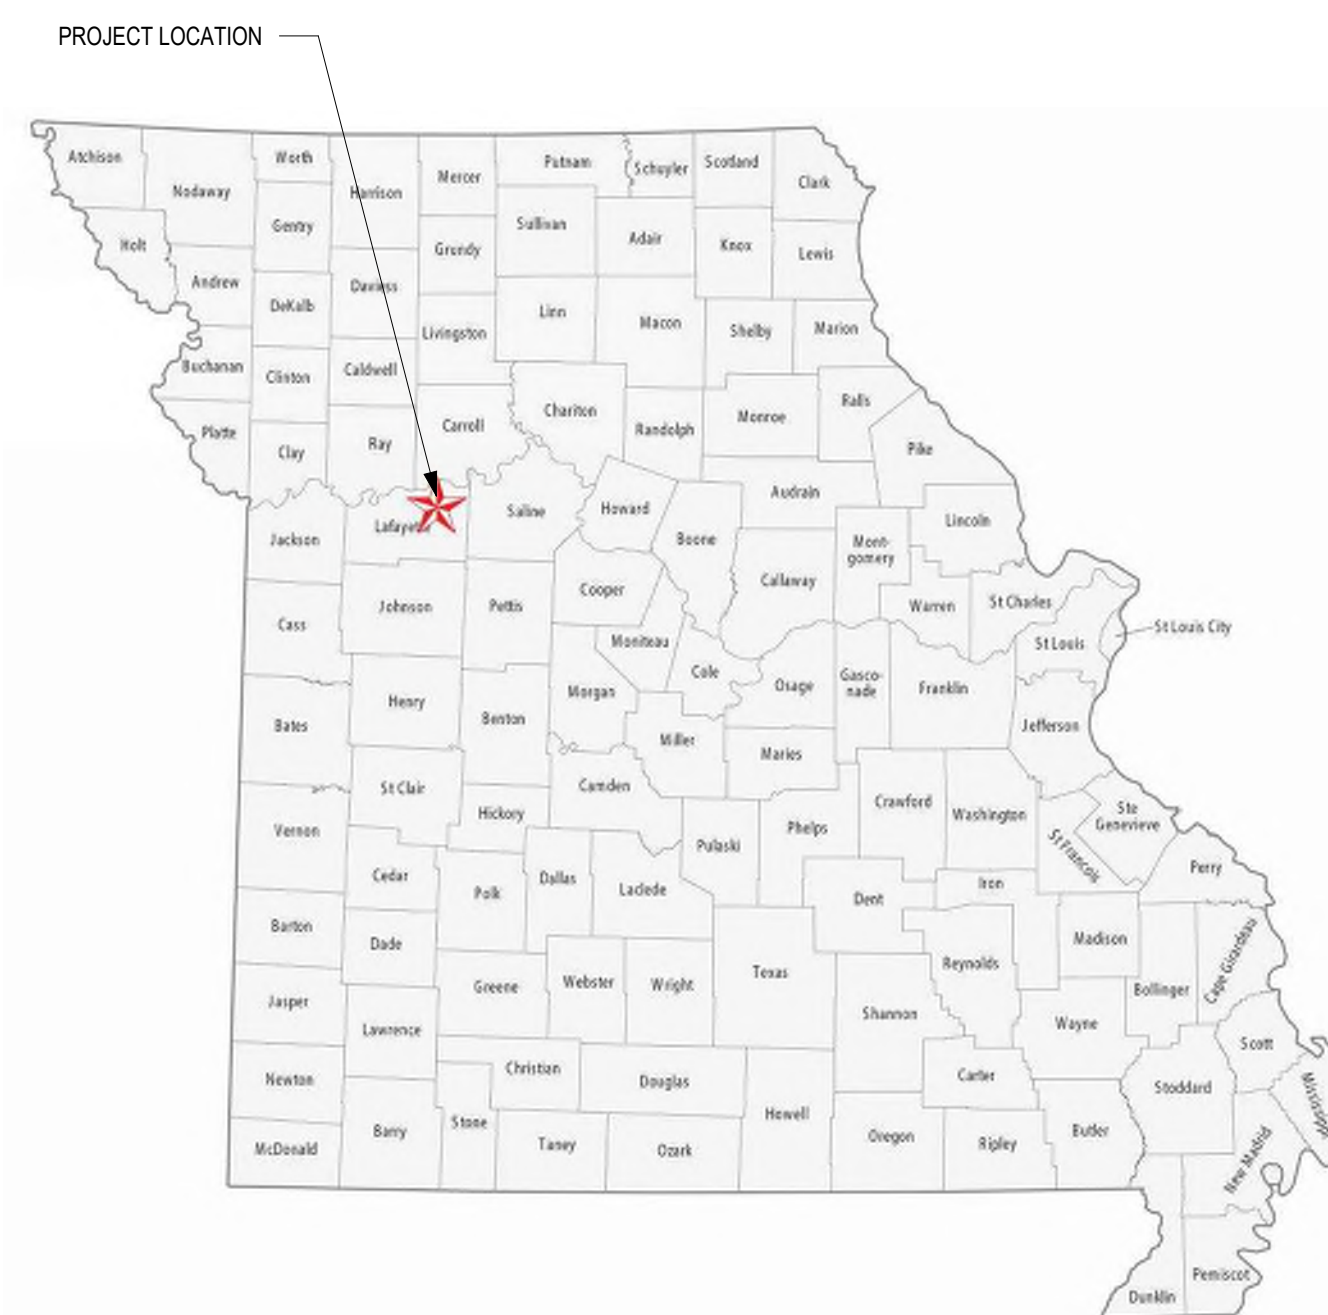 PROJECT LOCATION
Atchison
Nodaway
Worth
Harrison
Mercer
Putnam
Schuyler
Scotland
Clark
Holt
Gentry
Grundy
Sullivan
Adair
Knox
Lewis
Andrew
DeKalb
Daviess
Livingston
Linn
Macon
Shelby
Marion
Buchanan
Clinton
Caldwell
Carroll
Chariton
Randolph
Monroe
Ralls
Pike
Platte
Clay
Ray
Jackson
Lafayette
Saline
Howard
Boone
Audrain
Mont-
gomery
Lincoln
Cass
Johnson
Pettis
Cooper
Callaway
Warren
St Charles
St Louis City
St Louis
Moniteau
Cole
Osage
Gasco-
nade
Franklin
Jefferson
Bates
Henry
Benton
Morgan
Miller
Maries
Vernon
St Clair
Hickory
Camden
Pulaski
Phelps
Crawford
Washington
St Francois
Ste
Genevieve
Perry
Cedar
Polk
Dallas
Laclede
Dent
Iron
Barton
Dade
Greene
Webster
Wright
Texas
Reynolds
Madison
Bollinger
Cape Girardeau
Jasper
Lawrence
Shannon
Wayne
Scott
Newton
Christian
Douglas
Howell
Carter
Stoddard
Mississippi
McDonald
Barry
Stone
Taney
Ozark
Oregon
Ripley
Butler
New Madrid
Dunklin
Pemiscot